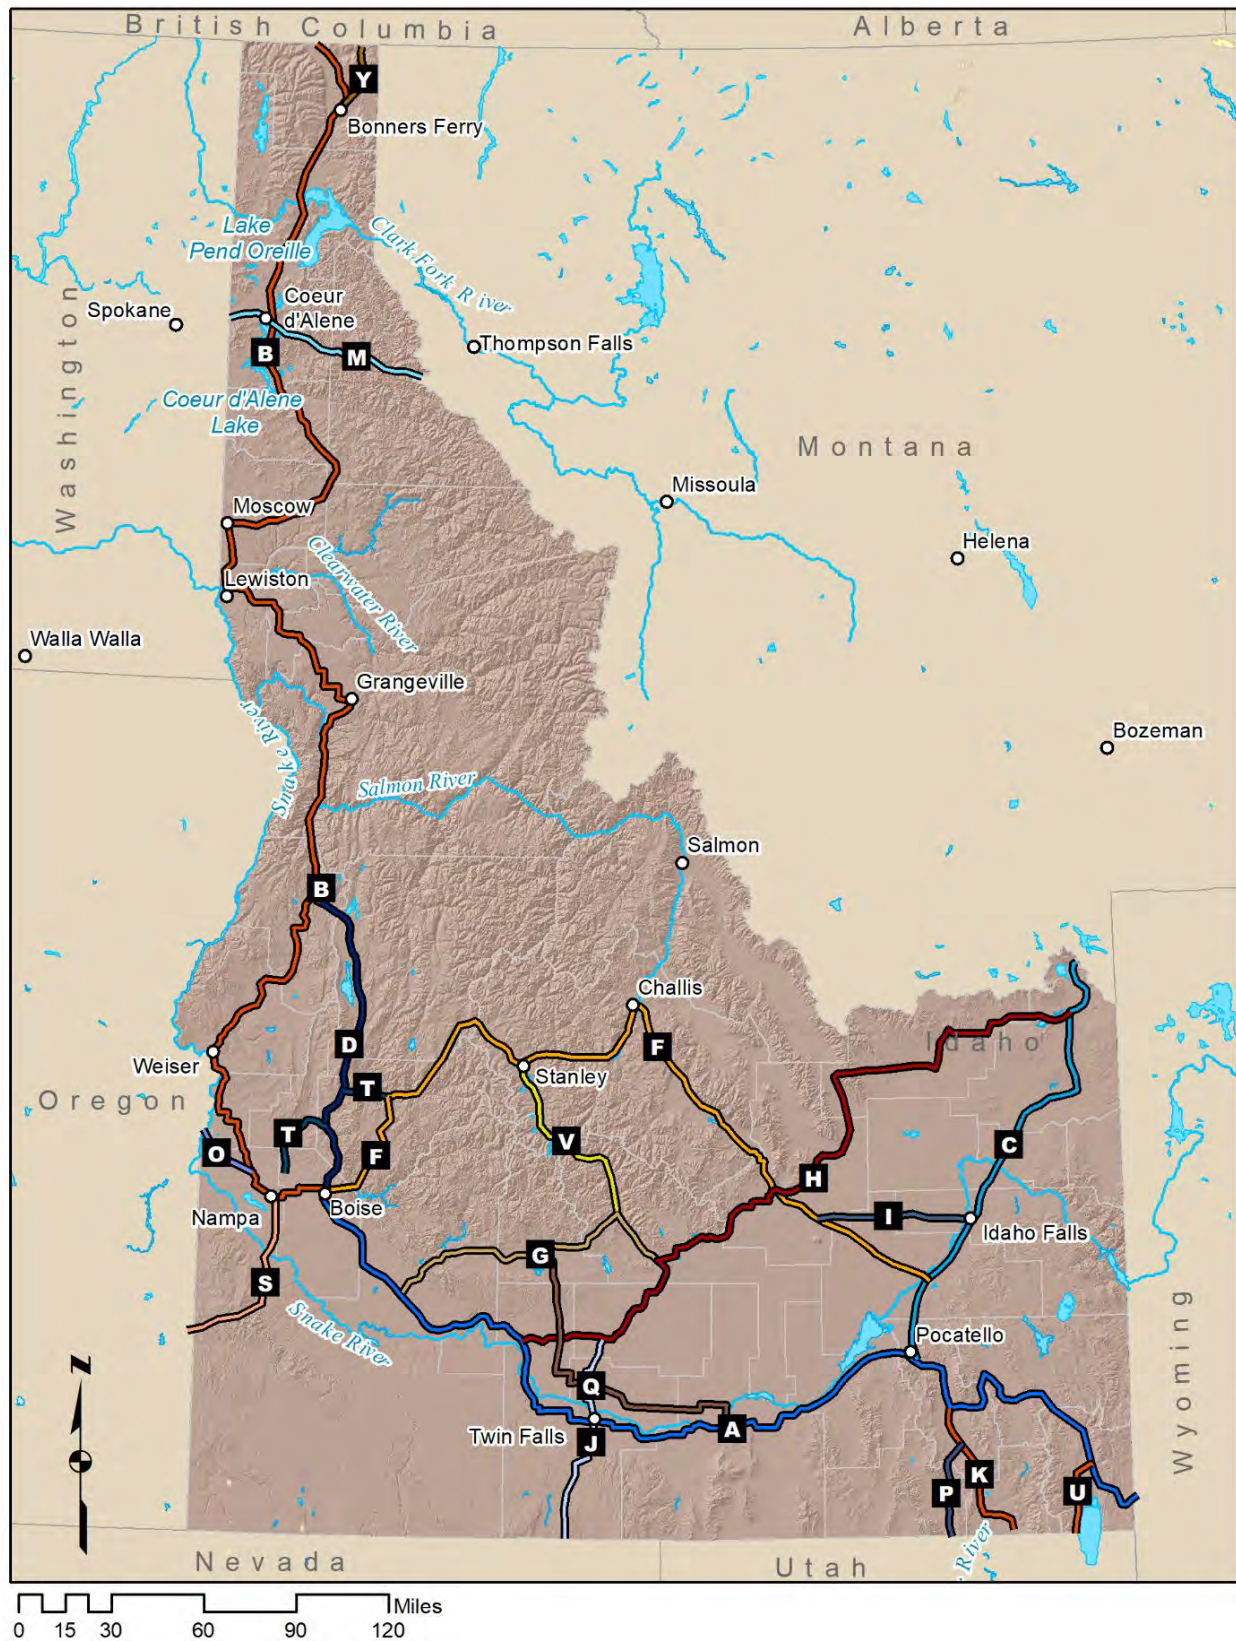 British Columbia
Alberta
Y
Bonners Ferry
Lake
Pend Oreille
Clark Fork River
Washington
Spokane
Coeur
d'Alene
Thompson Falls
B
M
Coeur d'Alene
Lake
Montana
Missoula
Moscow
Helena
Clearwater River
Lewiston
Walla Walla
Grangeville
Snake River
Bozeman
Salmon River
Salmon
B
Challis
D
F
Idaho
Weiser
Stanley
Oregon
T
T
O
F
V
C
H
Nampa
Boise
I
Idaho Falls
G
S
Snake River
Wyoming
N
Pocatello
Q
Twin Falls
J
A
K
P
U
River
Nevada
Utah
Miles
0 15 30 60 90 120